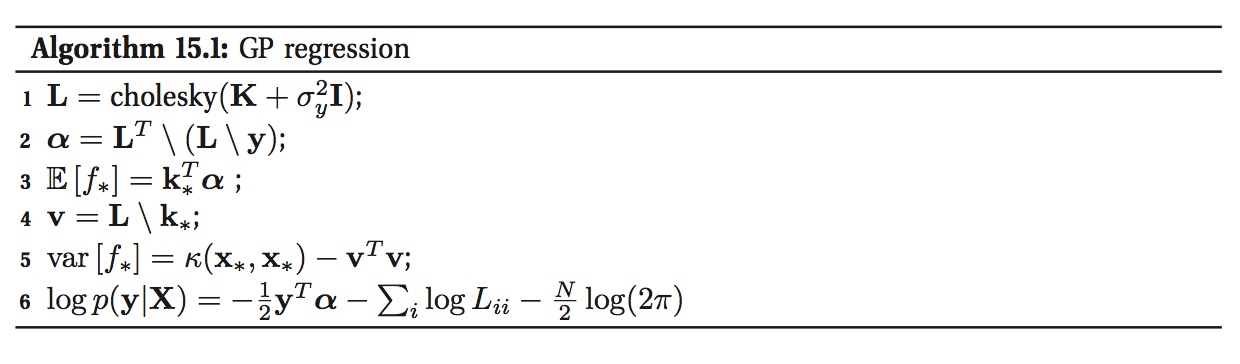 Algorithm 15.1: GP regression
1 L = cholesky(K + σ_y^2 I);
2 α = L^T \ (L \ y);
3 𝔼 [f_*] = k_*^T α ;
4 v = L \ k_*;
5 var [f_*] = κ(x_*, x_*) − v^T v;
6 log p(y|X) = −½ y^T α − ∑_i log L_ii − N/2 log(2π)